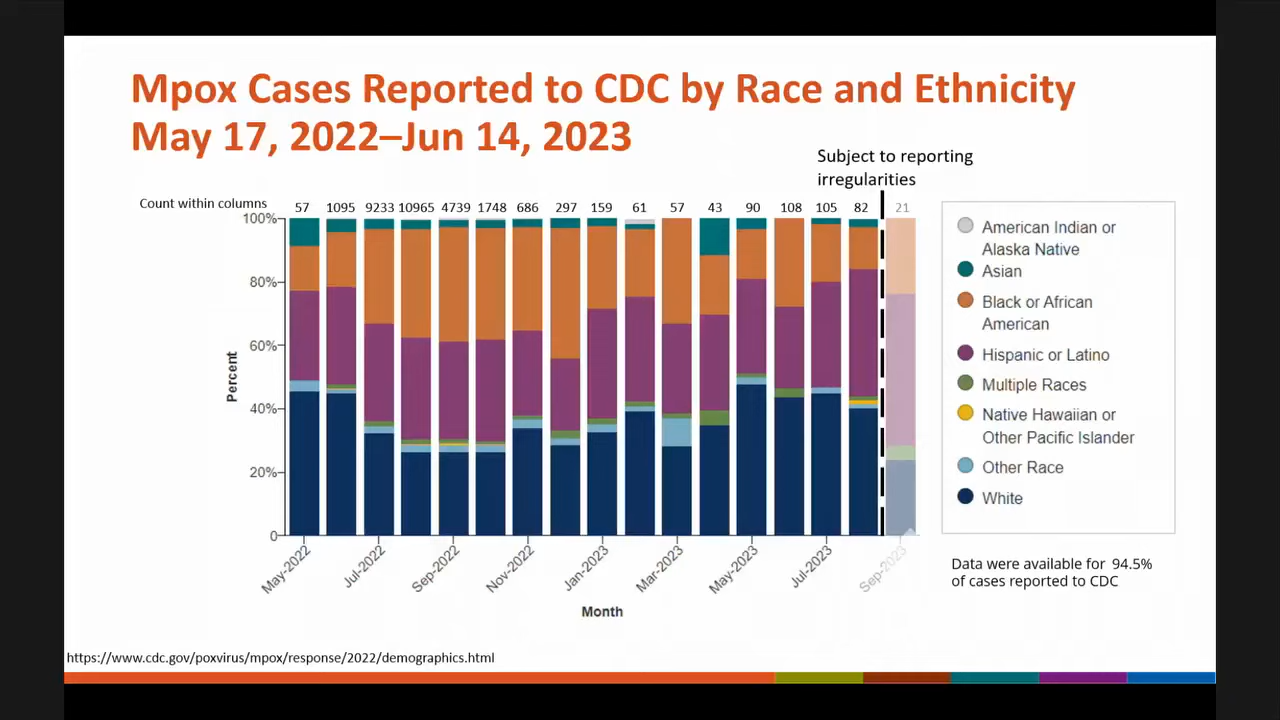 Mpox Cases Reported to CDC by Race and Ethnicity
May 17, 2022–Jun 14, 2023
Subject to reporting
irregularities
Count within columns
57 1095 9233 10965 4739 1748 686 297 159 61 57 43 90 108 105 82 21
100%
80%
60%
40%
20%
0
Percent
May-2022
Jul-2022
Sep-2022
Nov-2022
Jan-2023
Mar-2023
May-2023
Jul-2023
Sep-2023
Month
American Indian or
Alaska Native
Asian
Black or African
American
Hispanic or Latino
Multiple Races
Native Hawaiian or
Other Pacific Islander
Other Race
White
Data were available for 94.5%
of cases reported to CDC
https://www.cdc.gov/poxvirus/mpox/response/2022/demographics.html